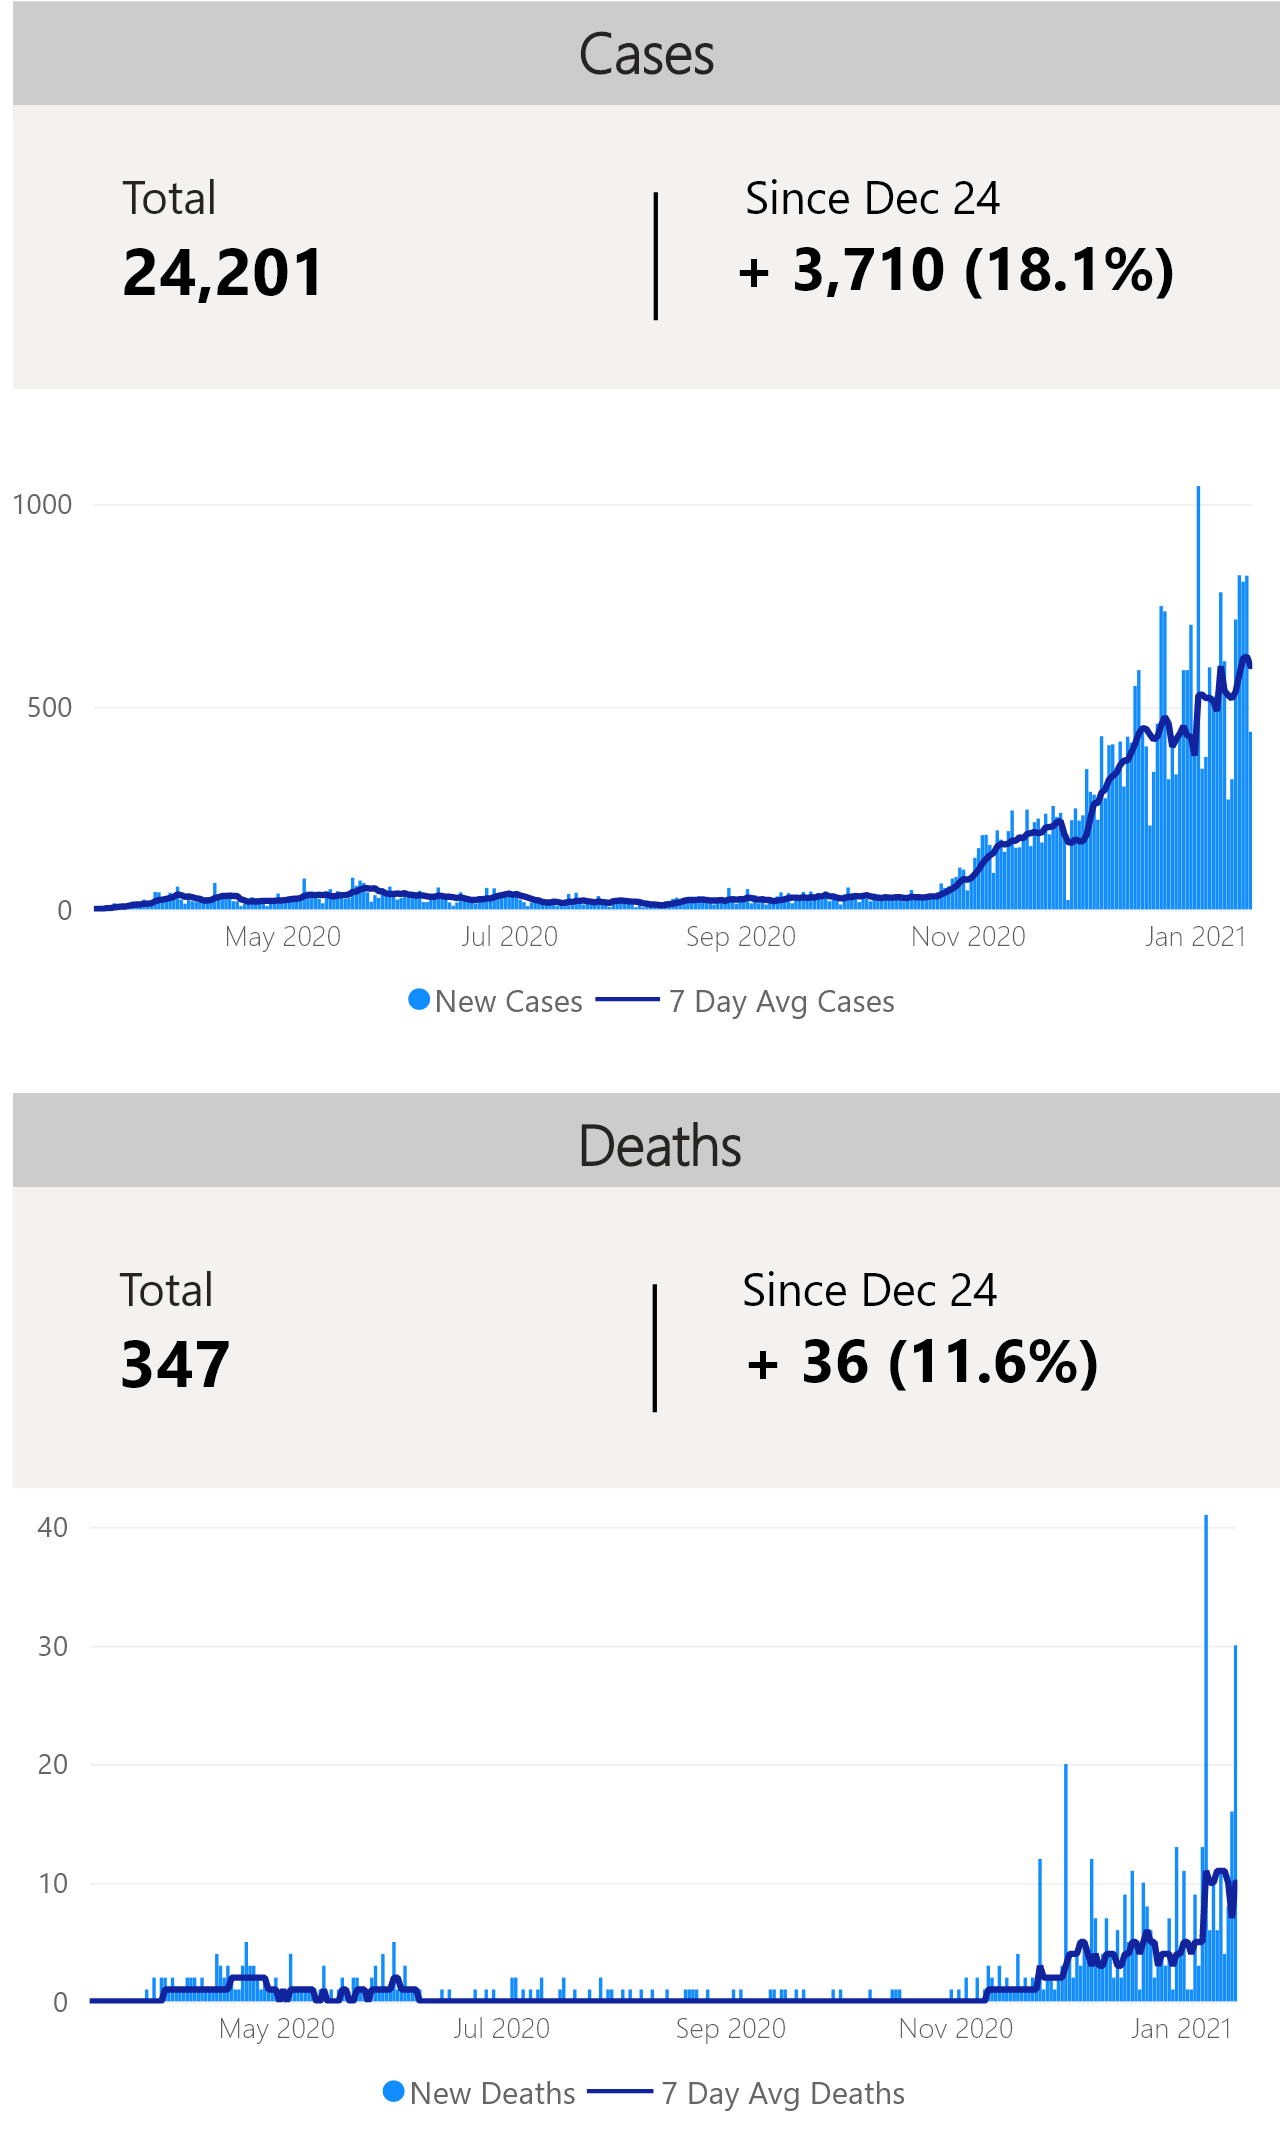 Cases
Total
Since Dec 24
24,201
+ 3,710 (18.1%)
1000
500
0
May 2020 Jul 2020 Sep 2020 Nov 2020 Jan 2021
New Cases 7 Day Avg Cases
Deaths
Total
Since Dec 24
347
+ 36 (11.6%)
40
30
20
10
0
May 2020 Jul 2020 Sep 2020 Nov 2020 Jan 2021
New Deaths 7 Day Avg Deaths